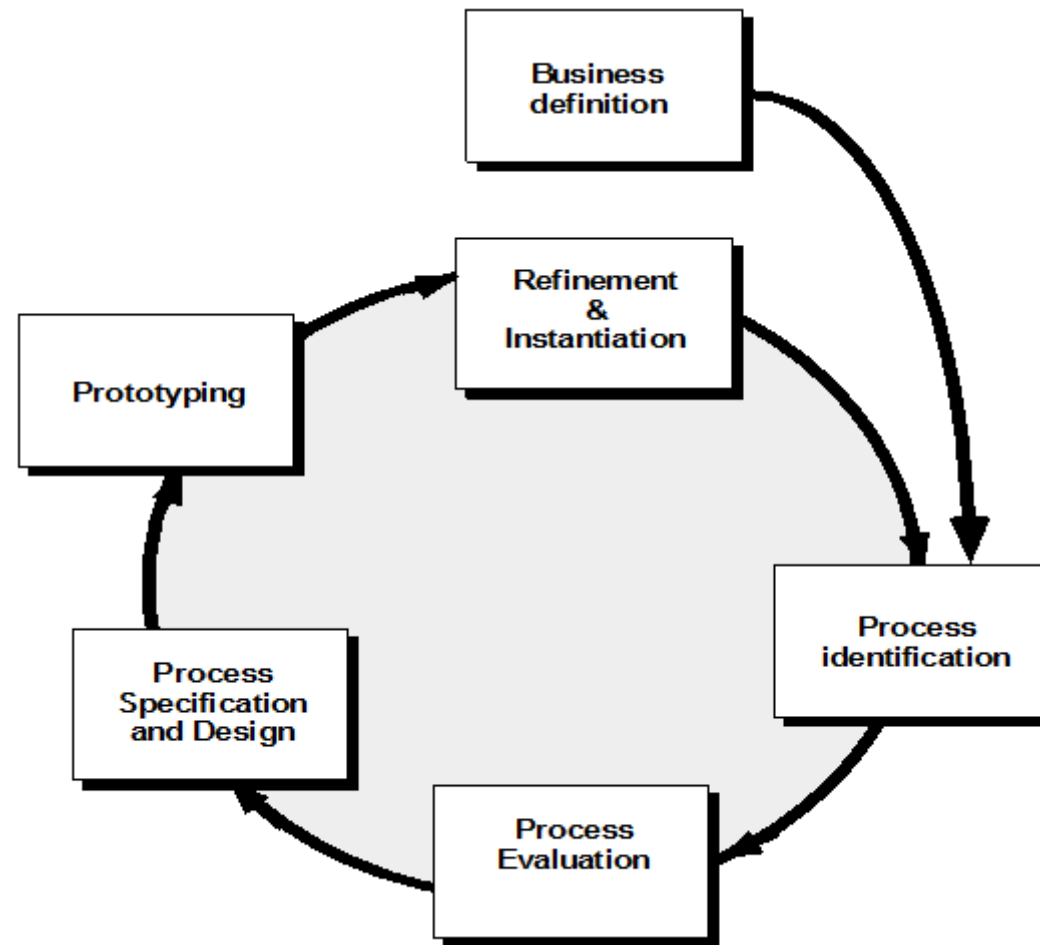 Business
definition
Refinement
&
Instantiation
Prototyping
Process
identification
Process
Specification
and Design
Process
Evaluation